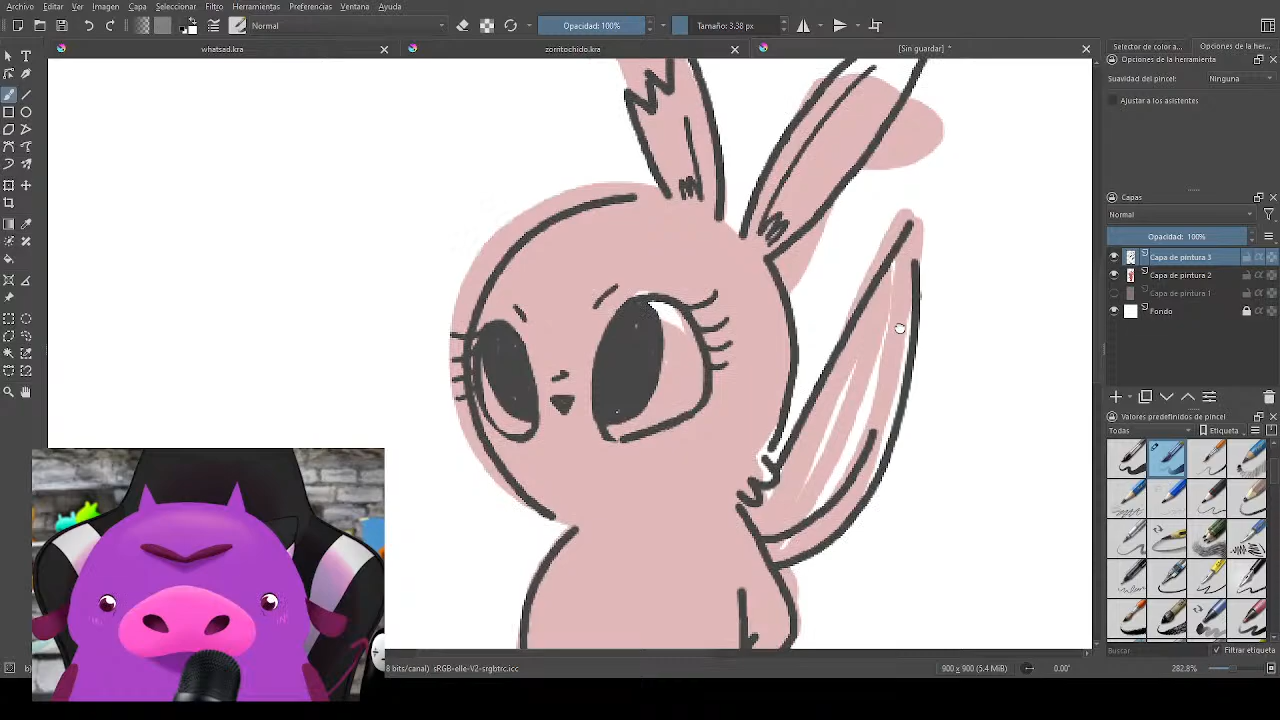 Archivo Editar Ver Imagen Capa Seleccionar Filtro Herramientas Preferencias Ventana Ayuda
Normal Opacidad: 100% Tamaño: 3.38 px
whatsad.kra zorritochido.kra [Sin guardar] *
Selector de color a... Opciones de la her...
Opciones de la herramienta
Suavidad del pincel: Ninguna
Ajustar a los asistentes
Capas
Normal
Opacidad: 100%
Capa de pintura 3
Capa de pintura 2
Capa de pintura 1
Fondo
Valores predefinidos de pincel
Todas Etiqueta
Buscar Filtrar etiqueta
8 bits/canal) sRGB-elle-V2-srgbtrc.icc 900 x 900 (5.4 MiB) 0.00° 282.8%